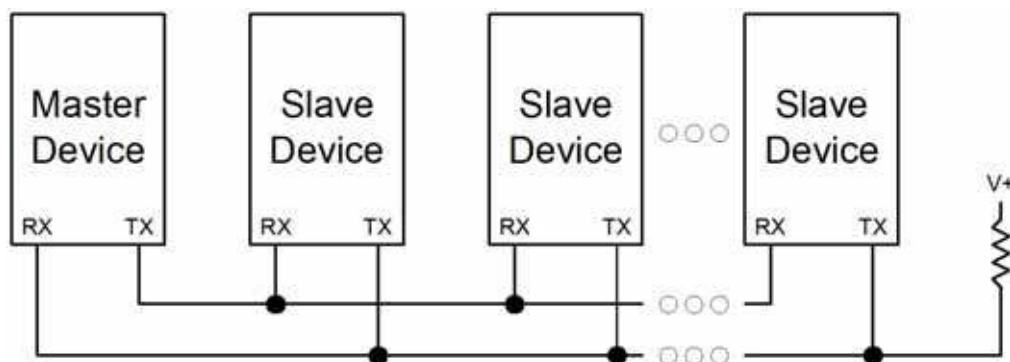 Master
Device
Slave
Device
Slave
Device
Slave
Device
RX TX
RX TX
RX TX
RX TX
V+